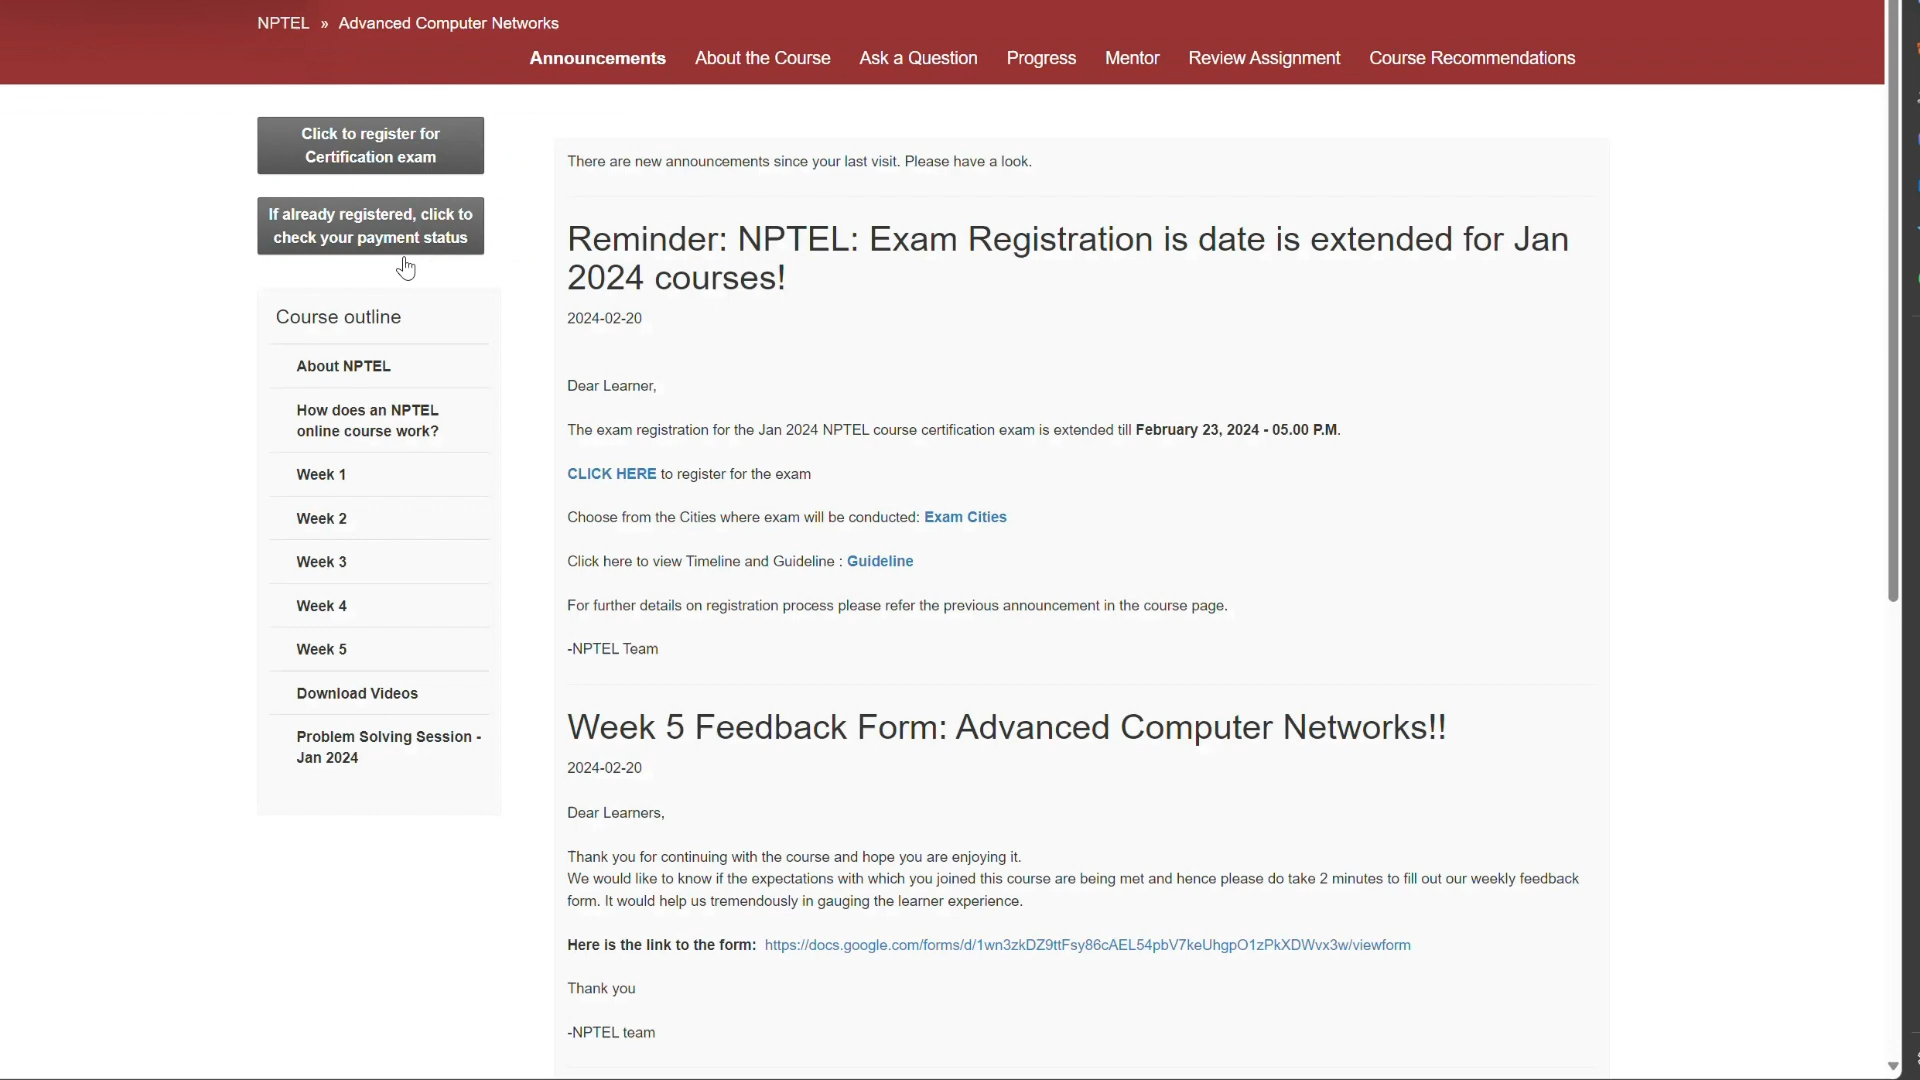 NPTEL » Advanced Computer Networks
Announcements About the Course Ask a Question Progress Mentor Review Assignment Course Recommendations
Click to register for
Certification exam
If already registered, click to
check your payment status
Course outline
About NPTEL
How does an NPTEL
online course work?
Week 1
Week 2
Week 3
Week 4
Week 5
Download Videos
Problem Solving Session -
Jan 2024
There are new announcements since your last visit. Please have a look.
Reminder: NPTEL: Exam Registration is date is extended for Jan
2024 courses!
2024-02-20
Dear Learner,
The exam registration for the Jan 2024 NPTEL course certification exam is extended till February 23, 2024 - 05.00 P.M.
CLICK HERE to register for the exam
Choose from the Cities where exam will be conducted: Exam Cities
Click here to view Timeline and Guideline : Guideline
For further details on registration process please refer the previous announcement in the course page.
-NPTEL Team
Week 5 Feedback Form: Advanced Computer Networks!!
2024-02-20
Dear Learners,
Thank you for continuing with the course and hope you are enjoying it.
We would like to know if the expectations with which you joined this course are being met and hence please do take 2 minutes to fill out our weekly feedback
form. It would help us tremendously in gauging the learner experience.
Here is the link to the form: https://docs.google.com/forms/d/1wn3zkDZ9ttFsy86cAEL54pbV7keUhgpO1zPkXDWvx3w/viewform
Thank you
-NPTEL team